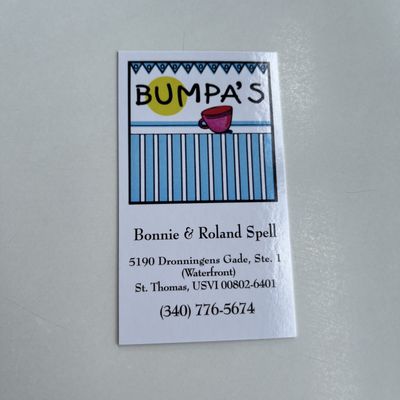 BUMPA'S
Bonnie & Roland Spell
5190 Dronningens Gade, Ste. 1
(Waterfront)
St. Thomas, USVI 00802-6401
(340) 776-5674